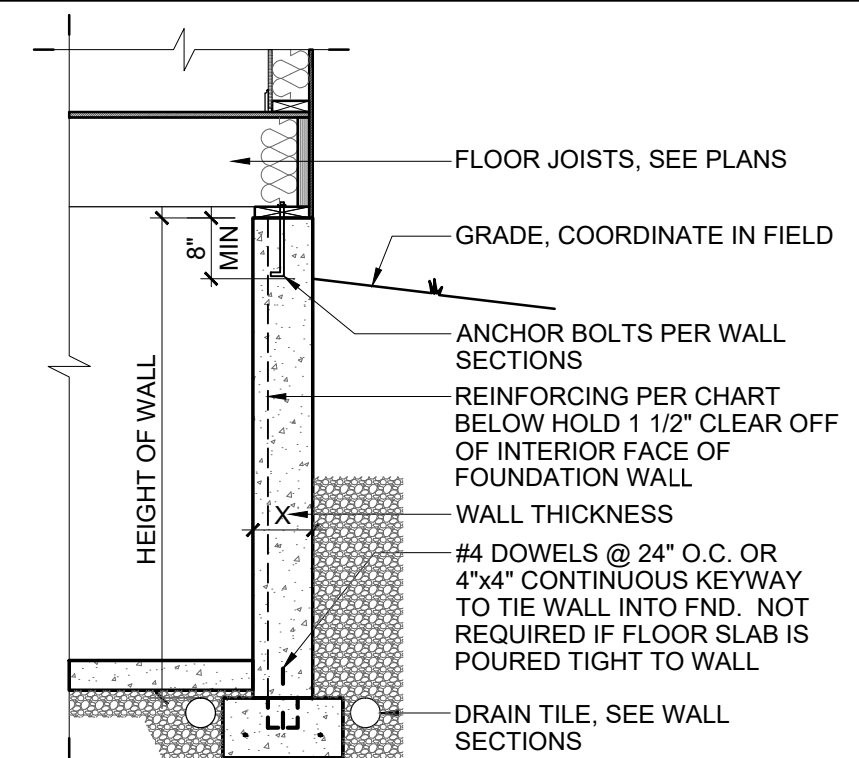 FLOOR JOISTS, SEE PLANS
8"
MIN
GRADE, COORDINATE IN FIELD
ANCHOR BOLTS PER WALL
SECTIONS
HEIGHT OF WALL
REINFORCING PER CHART
BELOW HOLD 1 1/2" CLEAR OFF
OF INTERIOR FACE OF
FOUNDATION WALL
X
WALL THICKNESS
#4 DOWELS @ 24" O.C. OR
4"x4" CONTINUOUS KEYWAY
TO TIE WALL INTO FND.  NOT
REQUIRED IF FLOOR SLAB IS
POURED TIGHT TO WALL
DRAIN TILE, SEE WALL
SECTIONS